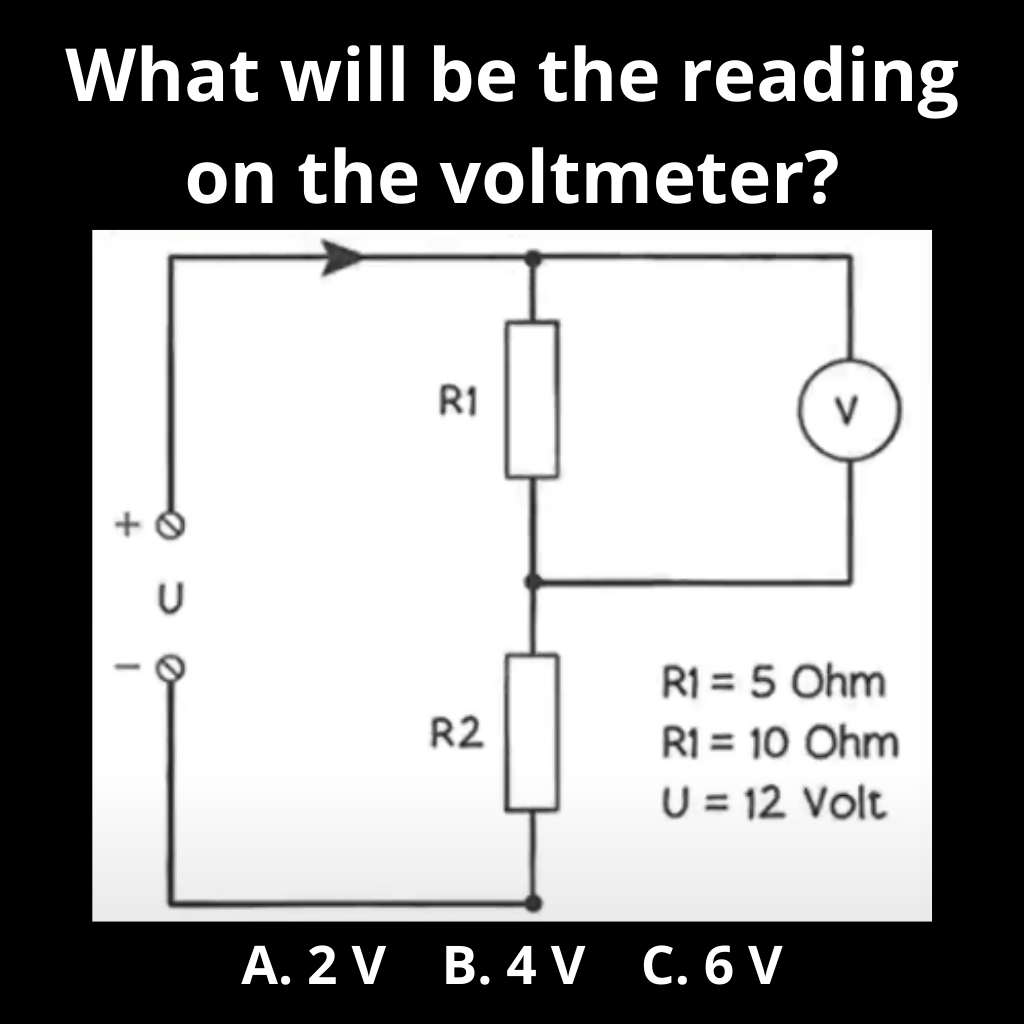 What will be the reading
on the voltmeter?
R1
V
+
U
−
R2
R1 = 5 Ohm
R1 = 10 Ohm
U = 12 Volt
A. 2 V B. 4 V C. 6 V